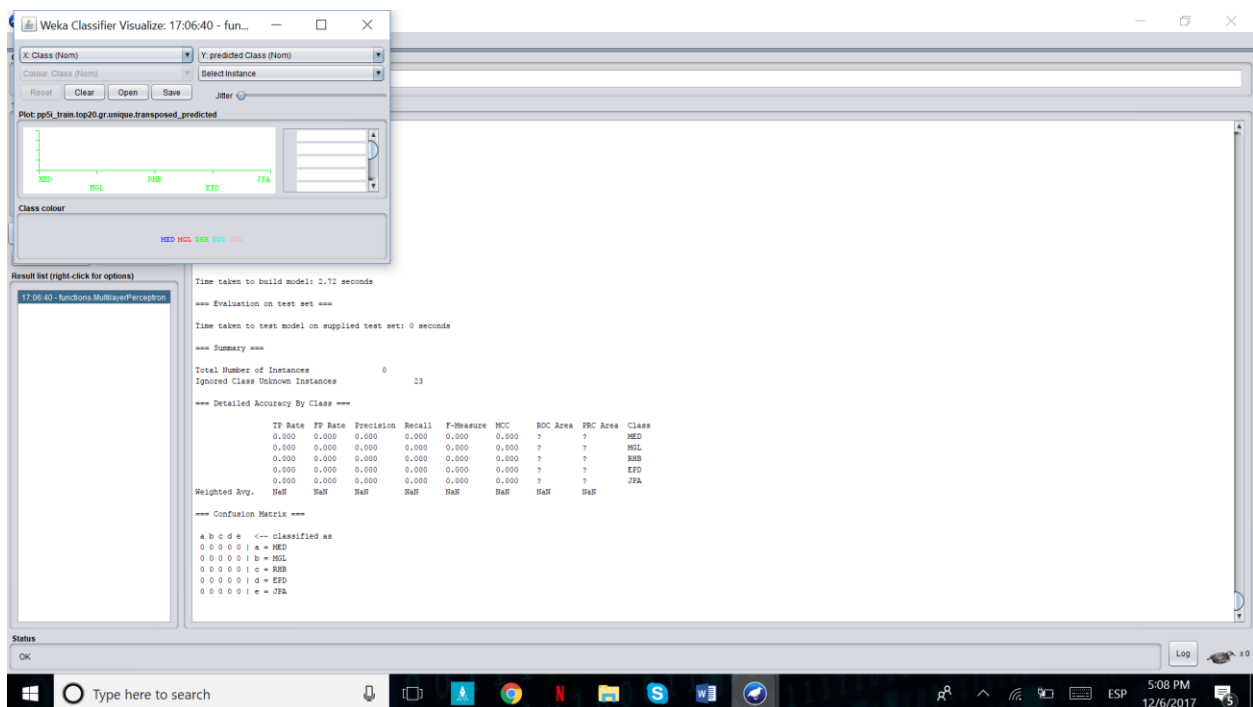 Weka Classifier Visualize: 17:06:40 - fun...
X: Class (Nom) Y: predicted Class (Nom)
Colour: Class (Nom) Select Instance
Reset Clear Open Save Jitter
Plot: pp5i_train.top20.gr.unique.transposed_predicted
MED RHB JPA
MGL EPD
Class colour
MED MGL RHB EPD JPA
Result list (right-click for options)
17:06:40 - functions.MultilayerPerceptron
Time taken to build model: 2.72 seconds
=== Evaluation on test set ===
Time taken to test model on supplied test set: 0 seconds
=== Summary ===
Total Number of Instances 0
Ignored Class Unknown Instances 23
=== Detailed Accuracy By Class ===
TP Rate FP Rate Precision Recall F-Measure MCC ROC Area PRC Area Class
0.000 0.000 0.000 0.000 0.000 0.000 ? ? MED
0.000 0.000 0.000 0.000 0.000 0.000 ? ? MGL
0.000 0.000 0.000 0.000 0.000 0.000 ? ? RHB
0.000 0.000 0.000 0.000 0.000 0.000 ? ? EPD
0.000 0.000 0.000 0.000 0.000 0.000 ? ? JPA
Weighted Avg. NaN NaN NaN NaN NaN NaN NaN NaN
=== Confusion Matrix ===
a b c d e <-- classified as
0 0 0 0 0 | a = MED
0 0 0 0 0 | b = MGL
0 0 0 0 0 | c = RHB
0 0 0 0 0 | d = EPD
0 0 0 0 0 | e = JPA
Status
OK
Log x 0
Type here to search
N S W ESP 5:08 PM
12/6/2017 5